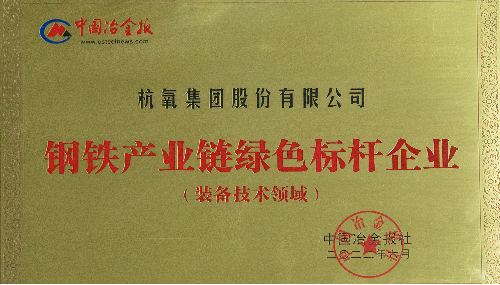 中国冶金报
www.csteelnews.com
杭氧集团股份有限公司
钢铁产业链绿色标杆企业
（装备技术领域）
中国冶金报社
二〇二二年六月